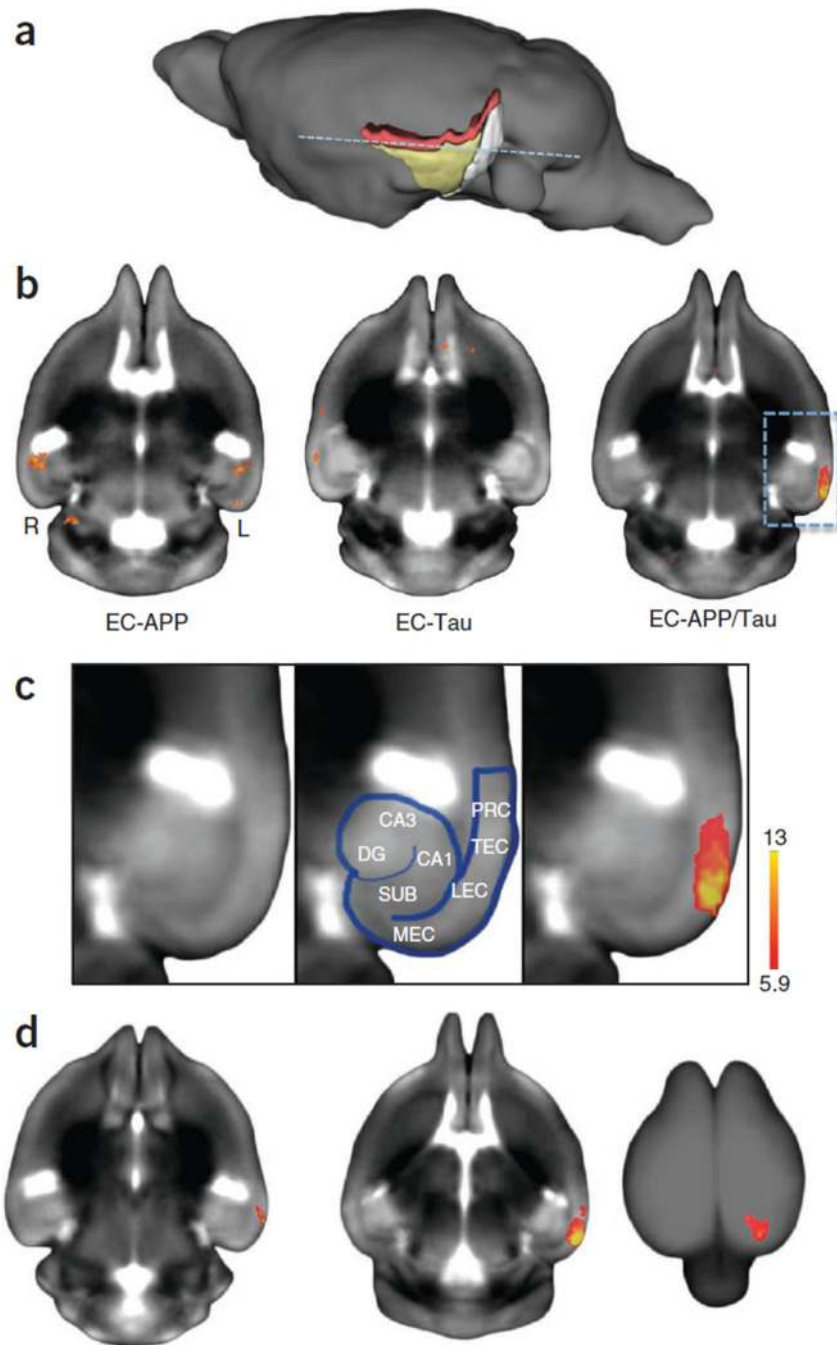 a
b
R
L
EC-APP
EC-Tau
EC-APP/Tau
c
CA3
PRC
DG
CA1
TEC
SUB
LEC
MEC
13
5.9
d